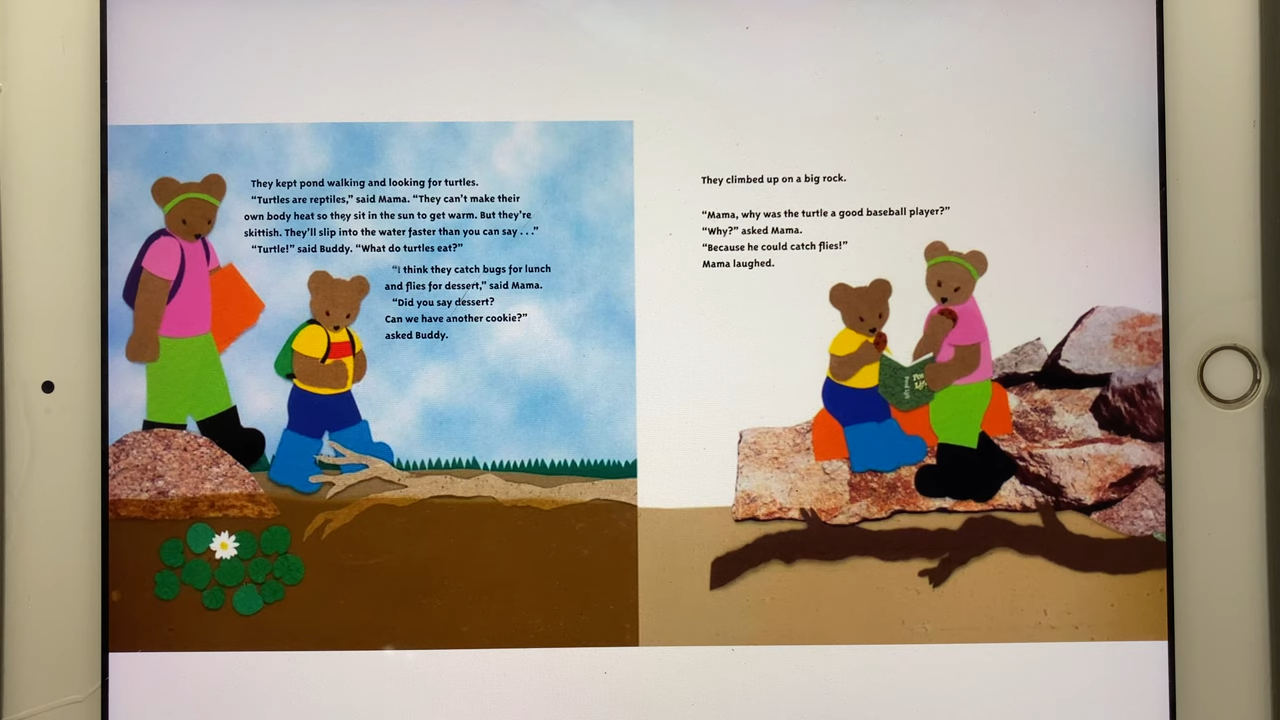 They kept pond walking and looking for turtles.
“Turtles are reptiles,” said Mama. “They can’t make their
own body heat so they sit in the sun to get warm. But they’re
skittish. They’ll slip into the water faster than you can say . . .”
“Turtle!” said Buddy. “What do turtles eat?”
“I think they catch bugs for lunch
and flies for dessert,” said Mama.
“Did you say dessert?
Can we have another cookie?”
asked Buddy.
They climbed up on a big rock.
“Mama, why was the turtle a good baseball player?”
“Why?” asked Mama.
“Because he could catch flies!”
Mama laughed.